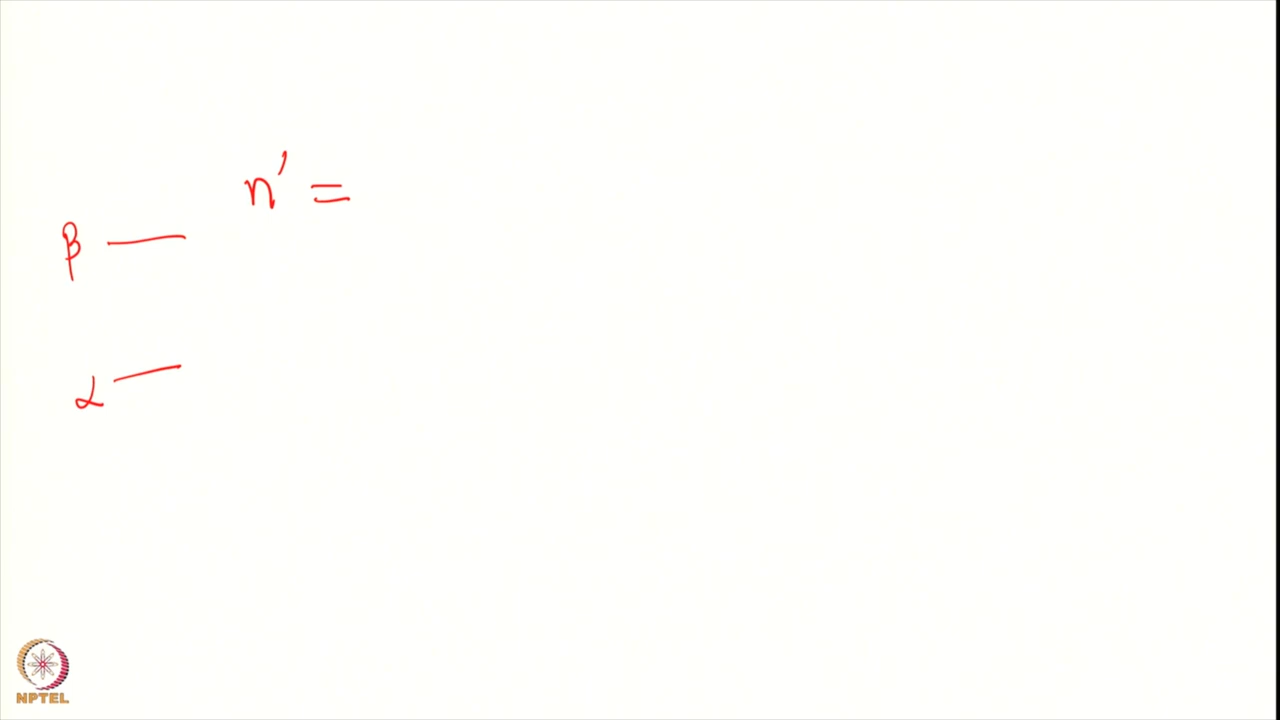 n′ =
β —
α —
NPTEL